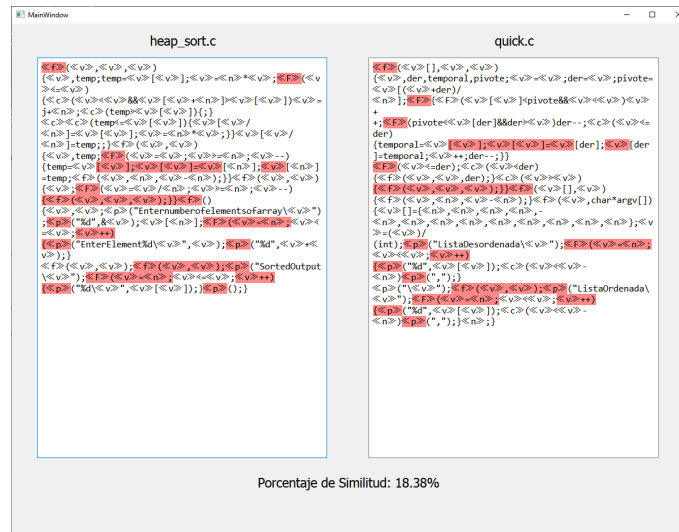 MainWindow
heap_sort.c
quick.c
≪f≫(≪v≫,≪v≫,≪v≫)
{≪v≫,temp;temp=≪v≫[≪v≫];≪v≫=≪n≫*≪v≫;≪F≫(≪v
≫<=≪v≫)
{≪c≫(≪v≫<≪v≫&&≪v≫[≪v≫+≪n≫]>≪v≫[≪v≫])≪v≫=
j+≪n≫;≪c≫(temp>≪v≫[≪v≫]){;}
≪c≫≪c≫(temp<=≪v≫[≪v≫]){≪v≫[≪v≫/
≪n≫]=≪v≫[≪v≫];≪v≫=≪n≫*≪v≫;}}≪v≫[≪v≫/
≪n≫]=temp;;}≪f≫(≪v≫,≪v≫)
{≪v≫,temp;≪F≫(≪v≫=≪v≫;≪v≫>=≪n≫;≪v≫--)
{temp=≪v≫[≪v≫];≪v≫[≪v≫]=≪v≫[≪n≫];≪v≫[≪n≫]
=temp;≪f≫(≪v≫,≪n≫,≪v≫-≪n≫);}}≪f≫(≪v≫,≪v≫)
{≪v≫;≪F≫(≪v≫=≪v≫/≪n≫;≪v≫>=≪n≫;≪v≫--)
{≪f≫(≪v≫,≪v≫,≪v≫);}}≪f≫()
{≪v≫,≪v≫;≪p≫("Enternumberofelementsofarray\≪v≫")
;≪p≫("%d",&≪v≫);≪v≫[≪n≫];≪F≫(≪v≫=≪n≫;≪v≫<
=≪v≫;≪v≫++)
{≪p≫("EnterElement%d\≪v≫",≪v≫);≪p≫("%d",≪v≫+≪
v≫);}
≪f≫(≪v≫,≪v≫);≪f≫(≪v≫,≪v≫);≪p≫("SortedOutput
\≪v≫");≪F≫(≪v≫=≪n≫;≪v≫<=≪v≫;≪v≫++)
{≪p≫("%d\≪v≫",≪v≫[≪v≫]);}≪p≫();}
≪f≫(≪v≫[],≪v≫,≪v≫)
{≪v≫,der,temporal,pivote;≪v≫=≪v≫;der=≪v≫;pivote=
≪v≫[(≪v≫+der)/
≪n≫];≪F≫{≪F≫(≪v≫[≪v≫]<pivote&&≪v≫<≪v≫)≪v≫
+
+;≪F≫(pivote<≪v≫[der]&&der>≪v≫)der--;≪c≫(≪v≫<=
der)
{temporal=≪v≫[≪v≫];≪v≫[≪v≫]=≪v≫[der];≪v≫[der
]=temporal;≪v≫++;der--;}}
≪F≫(≪v≫<=der);≪c≫(≪v≫<der)
{≪f≫(≪v≫,≪v≫,der);}≪c≫(≪v≫>≪v≫)
{≪f≫(≪v≫,≪v≫,≪v≫);}}≪f≫(≪v≫[],≪v≫)
{≪f≫(≪v≫,≪n≫,≪v≫-≪n≫);}≪f≫(≪v≫,char*argv[])
{≪v≫[]={≪n≫,≪n≫,≪n≫,≪n≫,-
≪n≫,≪n≫,≪n≫,≪n≫,≪n≫,≪n≫,≪n≫,≪n≫};≪v
≫=(≪v≫)/
(int);≪p≫("ListaDesordenada\≪v≫");≪F≫(≪v≫=≪n≫;
≪v≫<≪v≫;≪v≫++)
{≪p≫("%d",≪v≫[≪v≫]);≪c≫(≪v≫<≪v≫-
≪n≫)≪p≫(",");}
≪p≫("\≪v≫");≪f≫(≪v≫,≪v≫);≪p≫("ListaOrdenada\
≪v≫");≪F≫(≪v≫=≪n≫;≪v≫<≪v≫;≪v≫++)
{≪p≫("%d",≪v≫[≪v≫]);≪c≫(≪v≫<≪v≫-
≪n≫)≪p≫(",");}≪n≫;}
Porcentaje de Similitud: 18.38%